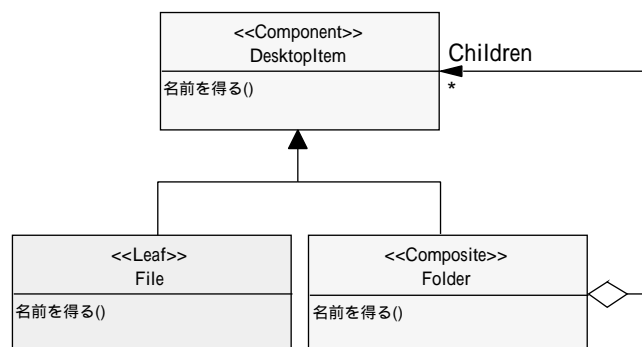 <<Component>>
DesktopItem
Children
*
名前を得る()
<<Leaf>>
File
名前を得る()
<<Composite>>
Folder
名前を得る()